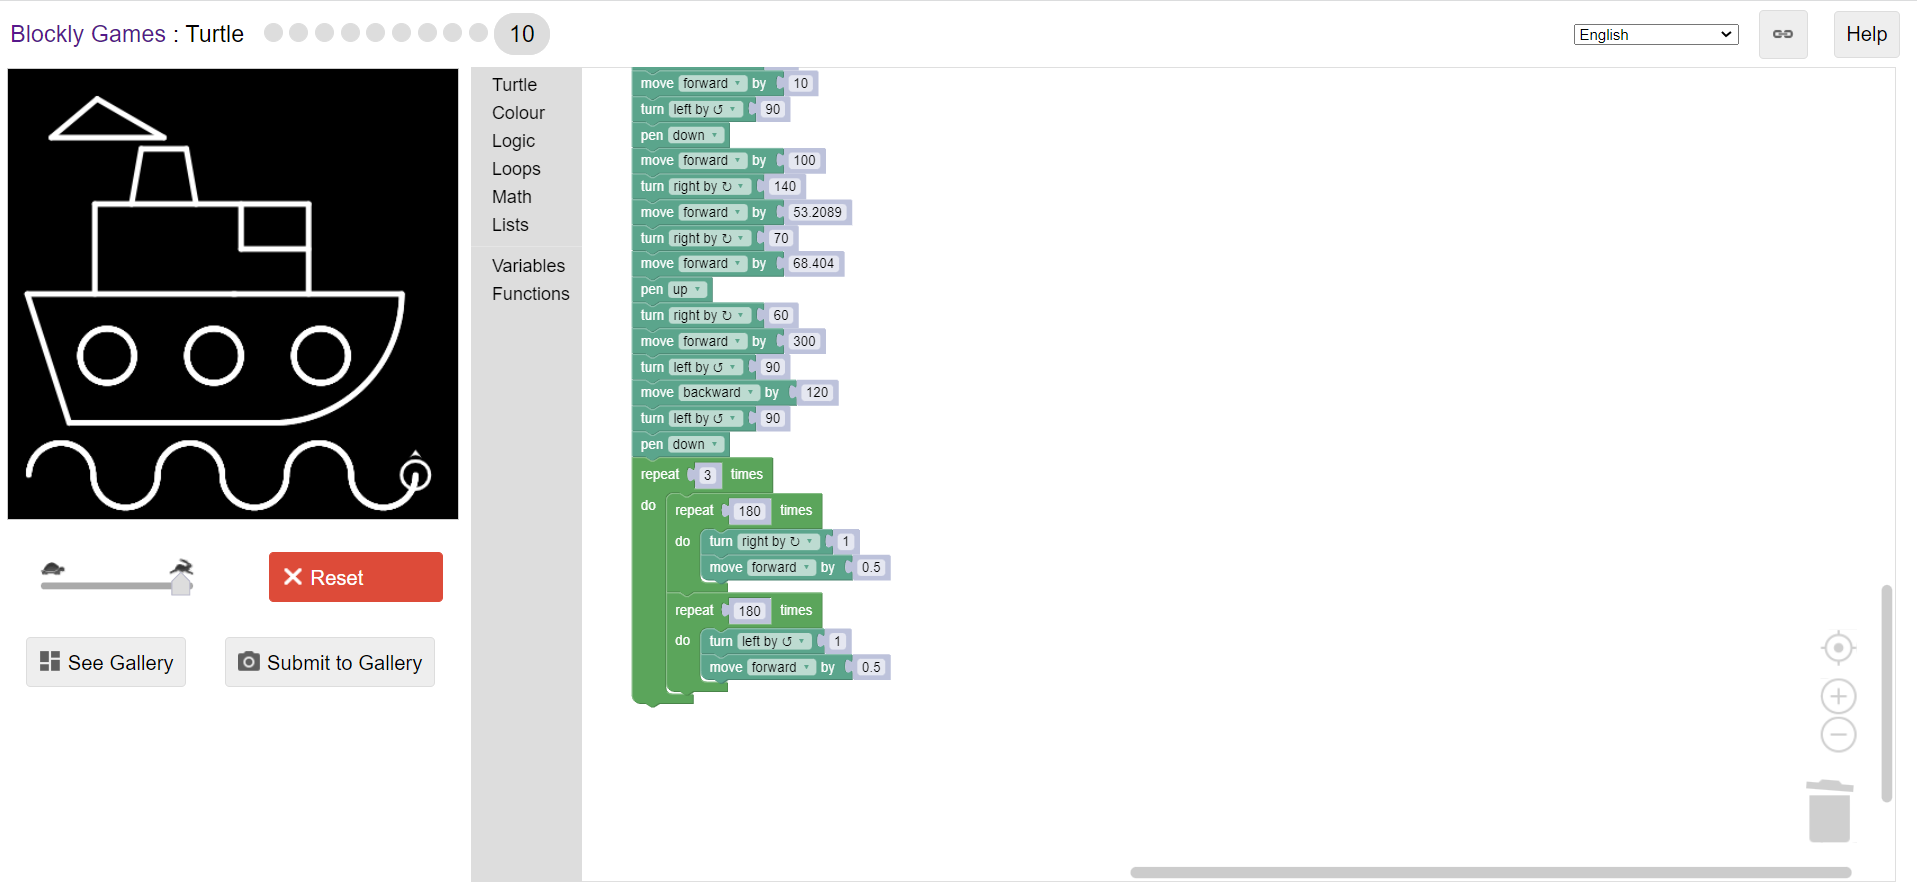 Blockly Games : Turtle 10
English
Help
Turtle
Colour
Logic
Loops
Math
Lists
Variables
Functions
move forward ▾ by 10
turn left by ↺ ▾ 90
pen down ▾
move forward ▾ by 100
turn right by ↻ ▾ 140
move forward ▾ by 53.2089
turn right by ↻ ▾ 70
move forward ▾ by 68.404
pen up ▾
turn right by ↻ ▾ 60
move forward ▾ by 300
turn left by ↺ ▾ 90
move backward ▾ by 120
turn left by ↺ ▾ 90
pen down ▾
repeat 3 times
do repeat 180 times
do turn right by ↻ ▾ 1
move forward ▾ by 0.5
repeat 180 times
do turn left by ↺ ▾ 1
move forward ▾ by 0.5
Reset
See Gallery
Submit to Gallery